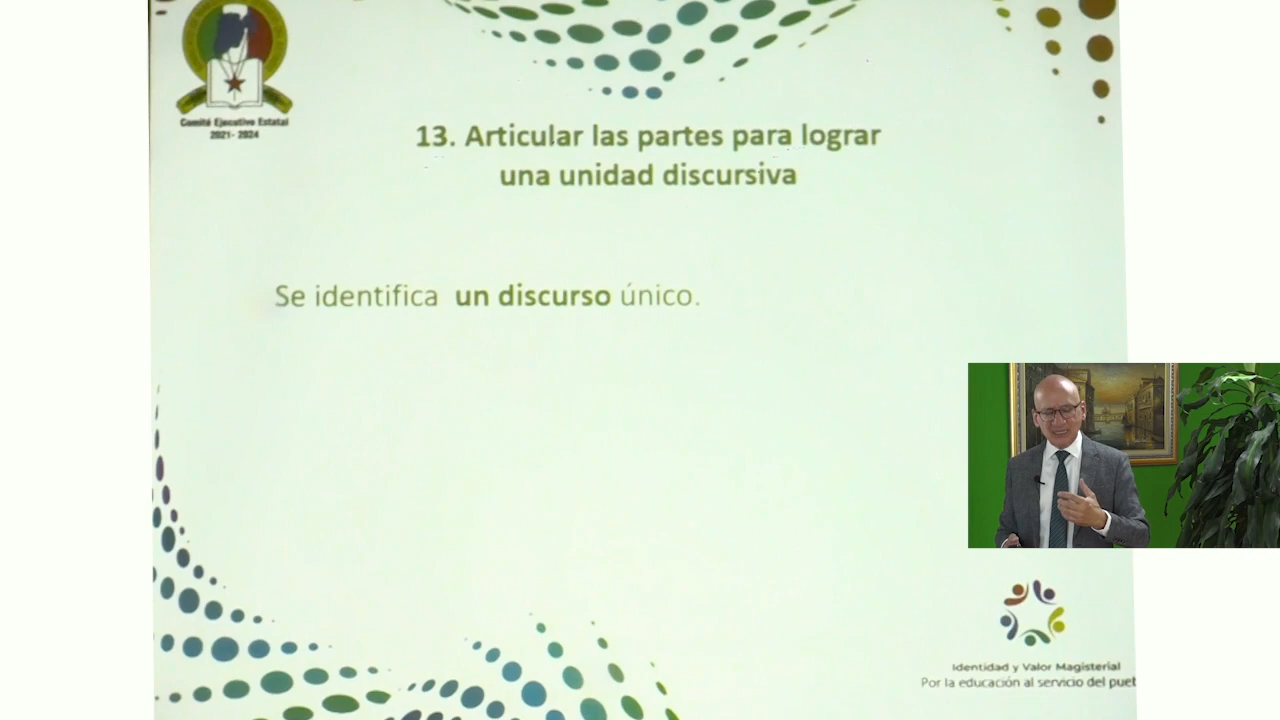 Comité Ejecutivo Estatal
2021- 2024
13. Articular las partes para lograr
una unidad discursiva
Se identifica un discurso único.
Identidad y Valor Magisterial
Por la educación al servicio del puet